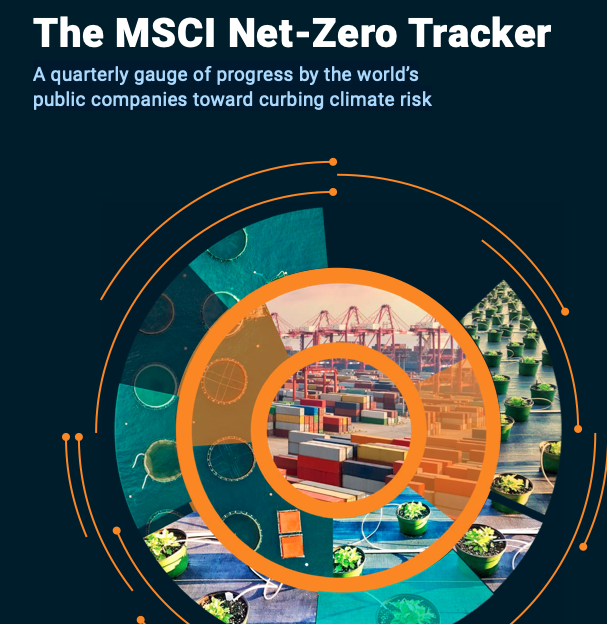 The MSCI Net-Zero Tracker
A quarterly gauge of progress by the world’s
public companies toward curbing climate risk